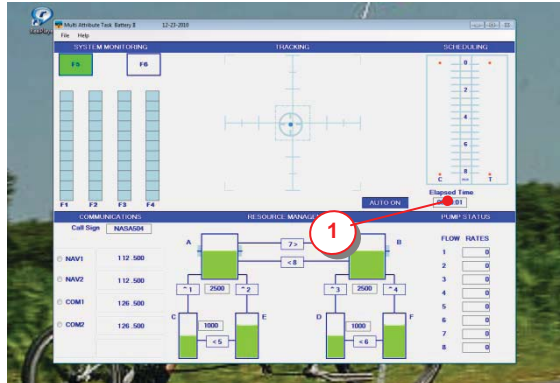 Multi Attribute Task Battery II 12-23-2010
File Help
SYSTEM MONITORING TRACKING SCHEDULING
F5 F6
0
2
4
6
8
C min T
F1 F2 F3 F4
AUTO ON
Elapsed Time
:01
1
COMMUNICATIONS RESOURCE MANAGE PUMP STATUS
Call Sign NASA504
NAV1 112.500
NAV2 112.500
COM1 126.500
COM2 126.500
A B
7 >
< 8
2500 2500
^ 1 ^ 2 ^ 3 ^ 4
C E D F
1000 1000
< 5 < 6
FLOW RATES
1 0
2 0
3 0
4 0
5 0
6 0
7 0
8 0